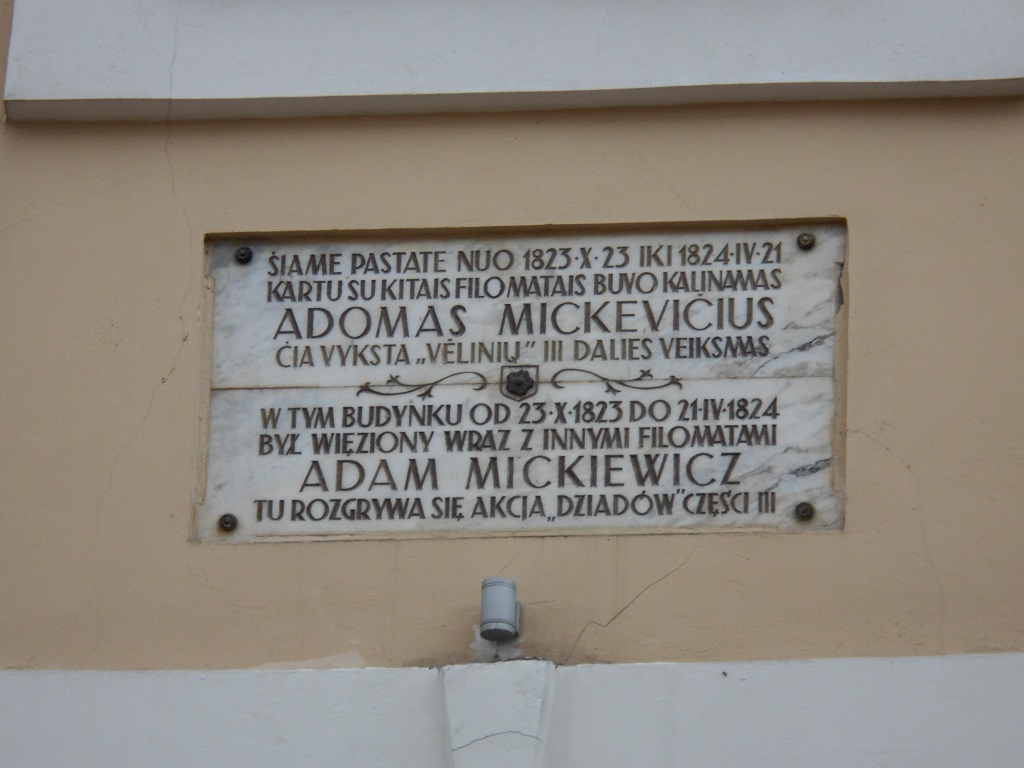 ŠIAME PASTATE NUO 1823·X·23 IKI 1824·IV·21
KARTU SU KITAIS FILOMATAIS BUVO KALINAMAS
ADOMAS MICKEVIČIUS
ČIA VYKSTA „VĖLINIŲ” III DALIES VEIKSMAS
W TYM BUDYNKU OD 23·X·1823 DO 21·IV·1824
BYŁ WIĘZIONY WRAZ Z INNYMI FILOMATAMI
ADAM MICKIEWICZ
TU ROZGRYWA SIĘ AKCJA „DZIADÓW” CZĘŚCI III